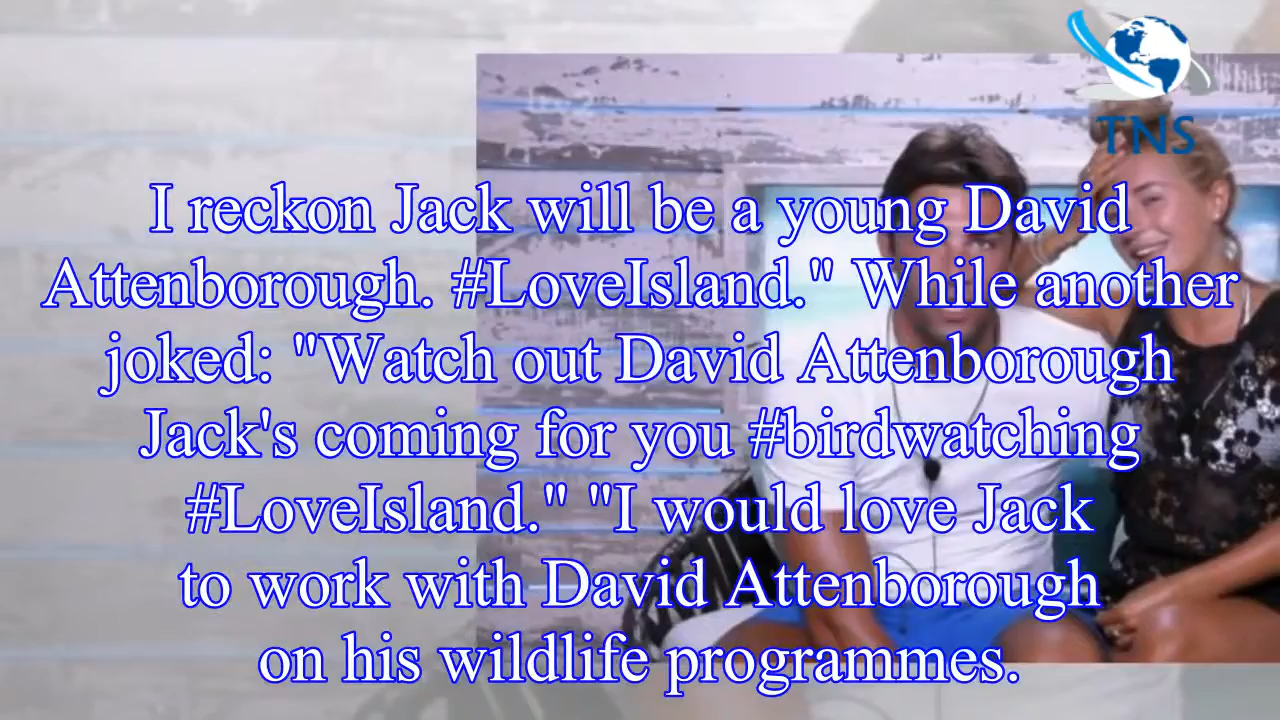 TNS
I reckon Jack will be a young David
Attenborough. #LoveIsland." While another
joked: "Watch out David Attenborough
Jack's coming for you #birdwatching
#LoveIsland." "I would love Jack
to work with David Attenborough
on his wildlife programmes.